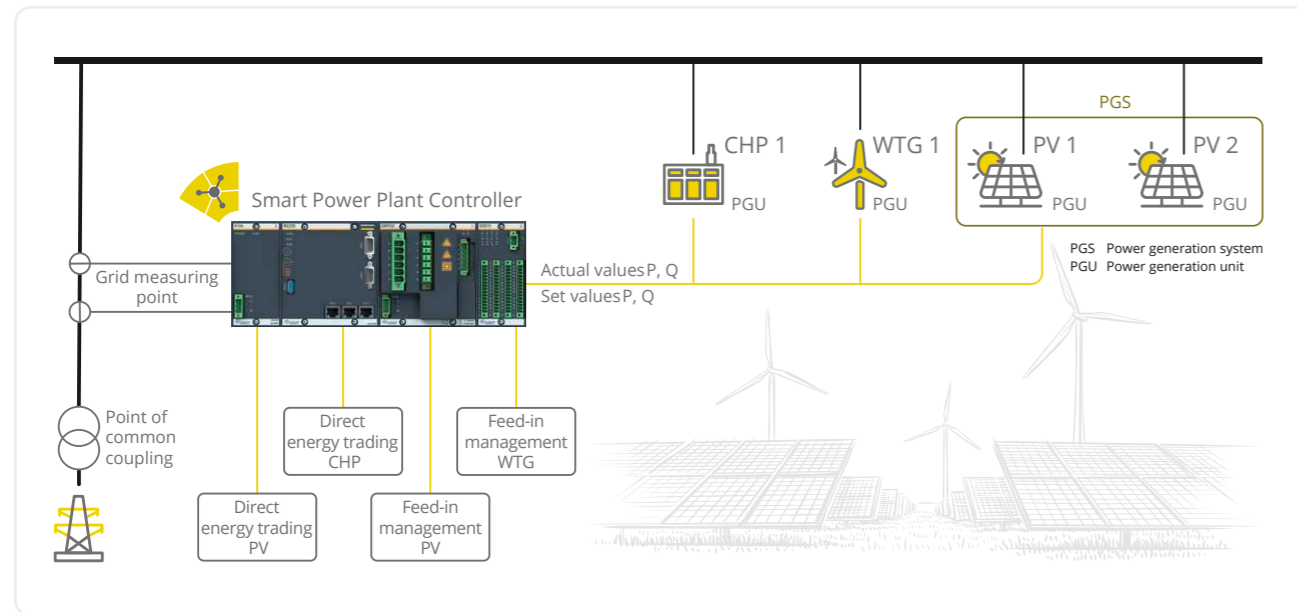 PGS
CHP 1
PGU
WTG 1
PGU
PV 1
PGU
PV 2
PGU
PGS Power generation system
PGU Power generation unit
Smart Power Plant Controller
Grid measuring
point
Actual values P, Q
Set values P, Q
Point of
common
coupling
Direct
energy trading
CHP
Feed-in
management
WTG
Direct
energy trading
PV
Feed-in
management
PV